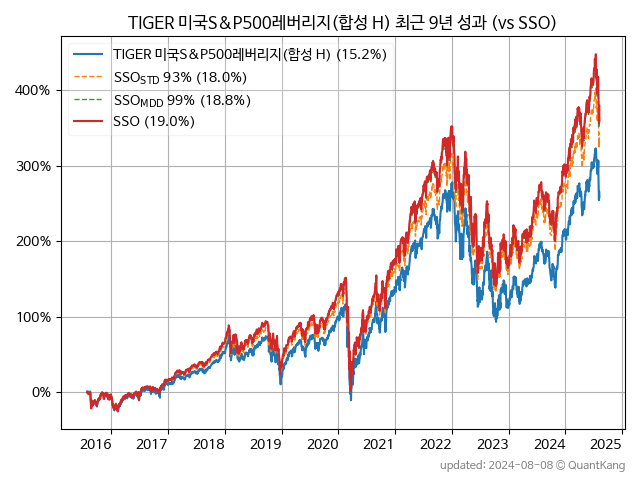 TIGER 미국S&P500레버리지(합성 H) 최근 9년 성과 (vs SSO)
TIGER 미국S&P500레버리지(합성 H) (15.2%)
SSO_STD 93% (18.0%)
SSO_MDD 99% (18.8%)
SSO (19.0%)
400%
300%
200%
100%
0%
2016 2017 2018 2019 2020 2021 2022 2023 2024 2025
updated: 2024-08-08 © QuantKang